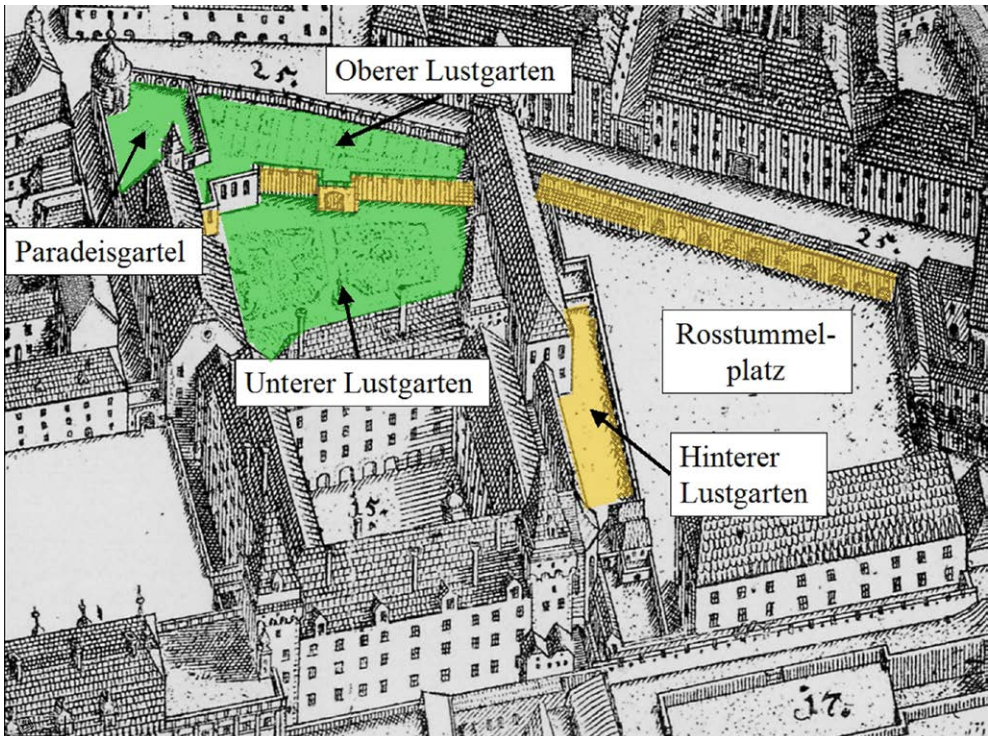 25.
Oberer Lustgarten
Paradeisgartel
25.
Rosstummel-
platz
Unterer Lustgarten
Hinterer
Lustgarten
15.
17.